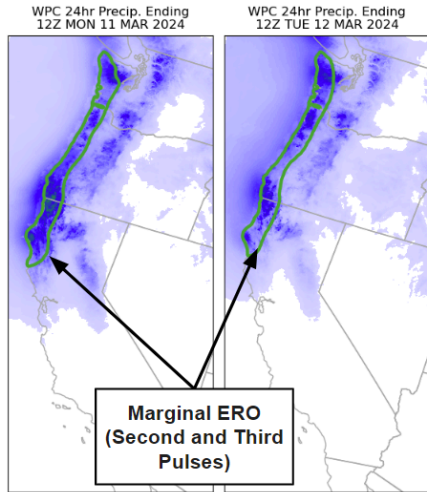 WPC 24hr Precip. Ending
12Z MON 11 MAR 2024
WPC 24hr Precip. Ending
12Z TUE 12 MAR 2024
Marginal ERO
(Second and Third
Pulses)